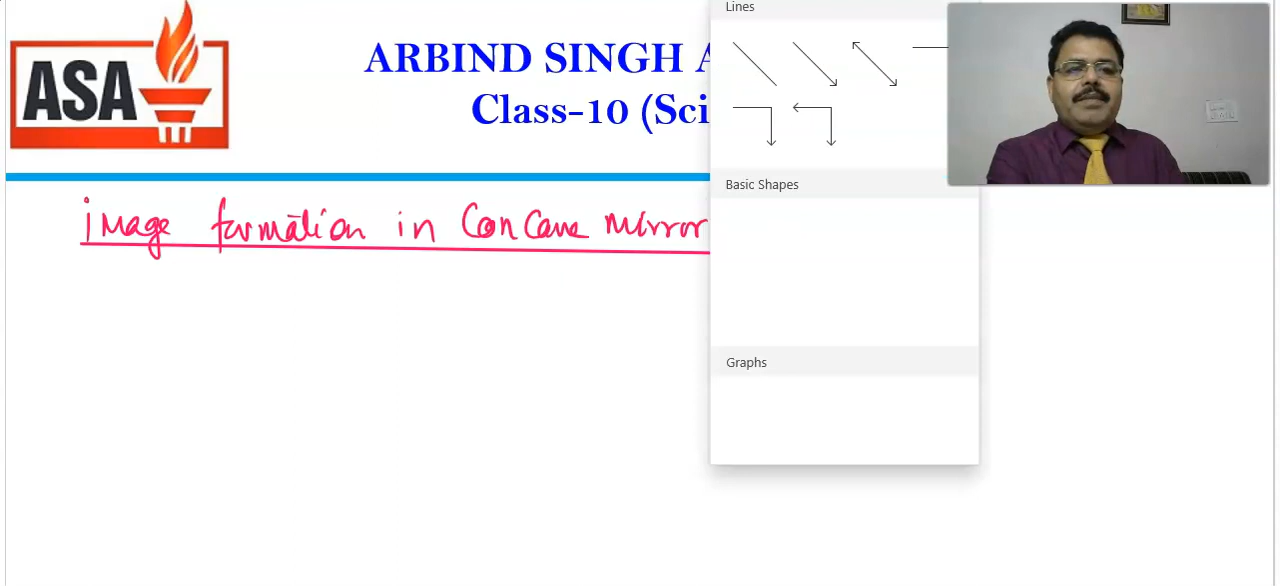 ASA
ARBIND SINGH A
Class-10 (Sci
image formation in Concave mirror
Lines
Basic Shapes
Graphs